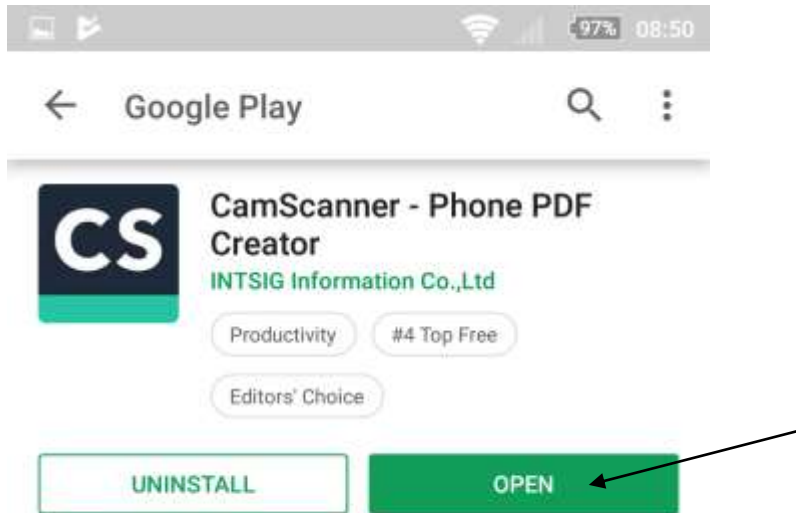 97% 08:50
Google Play
CS
CamScanner - Phone PDF
Creator
INTSIG Information Co.,Ltd
Productivity #4 Top Free
Editors' Choice
UNINSTALL OPEN